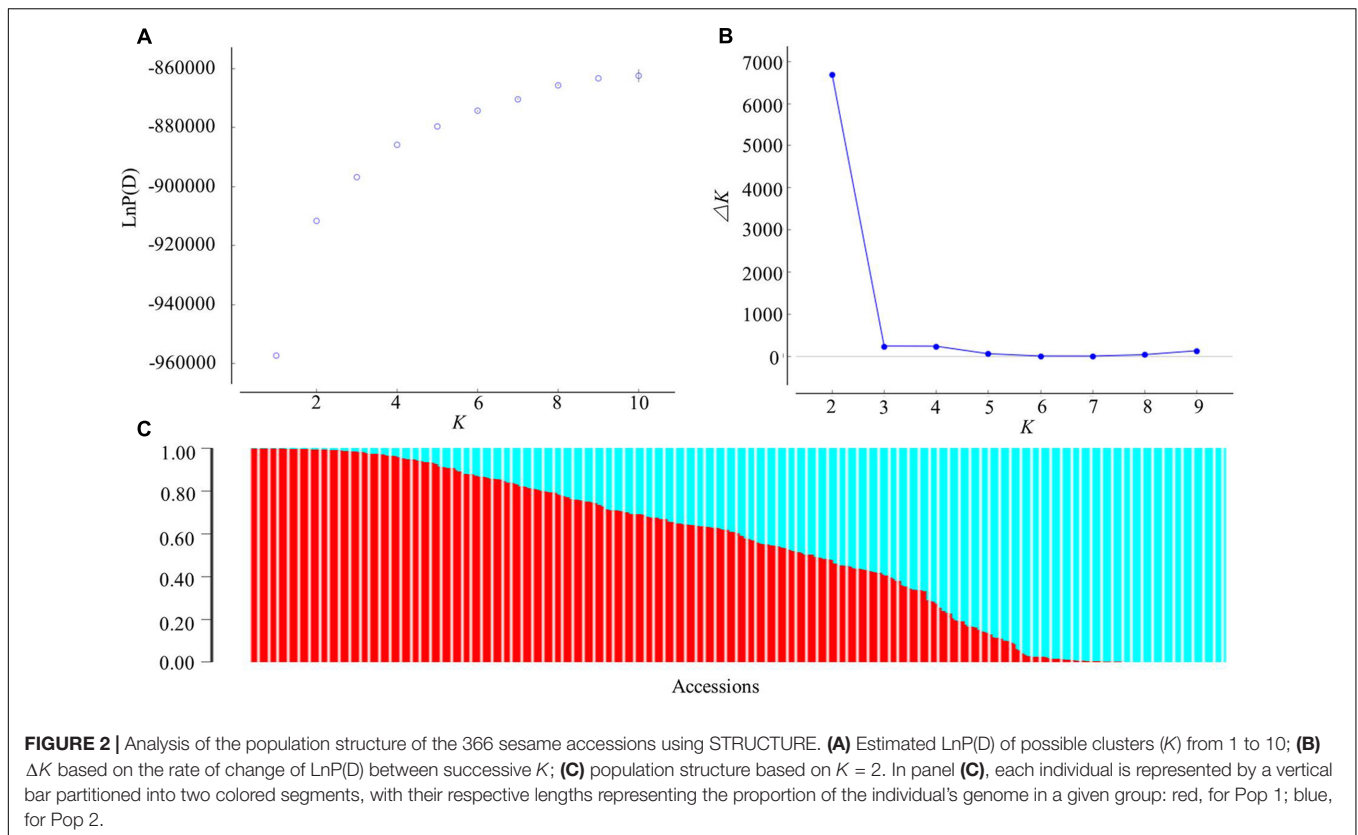 A
-860000
-880000
-900000
-920000
-940000
-960000
LnP(D)
2 4 6 8 10
K
B
7000
6000
5000
4000
3000
2000
1000
0
ΔK
2 3 4 5 6 7 8 9
K
C
1.00
0.80
0.60
0.40
0.20
0.00
Accessions
FIGURE 2 | Analysis of the population structure of the 366 sesame accessions using STRUCTURE. (A) Estimated LnP(D) of possible clusters (K) from 1 to 10; (B)
ΔK based on the rate of change of LnP(D) between successive K; (C) population structure based on K = 2. In panel (C), each individual is represented by a vertical
bar partitioned into two colored segments, with their respective lengths representing the proportion of the individual's genome in a given group: red, for Pop 1; blue,
for Pop 2.